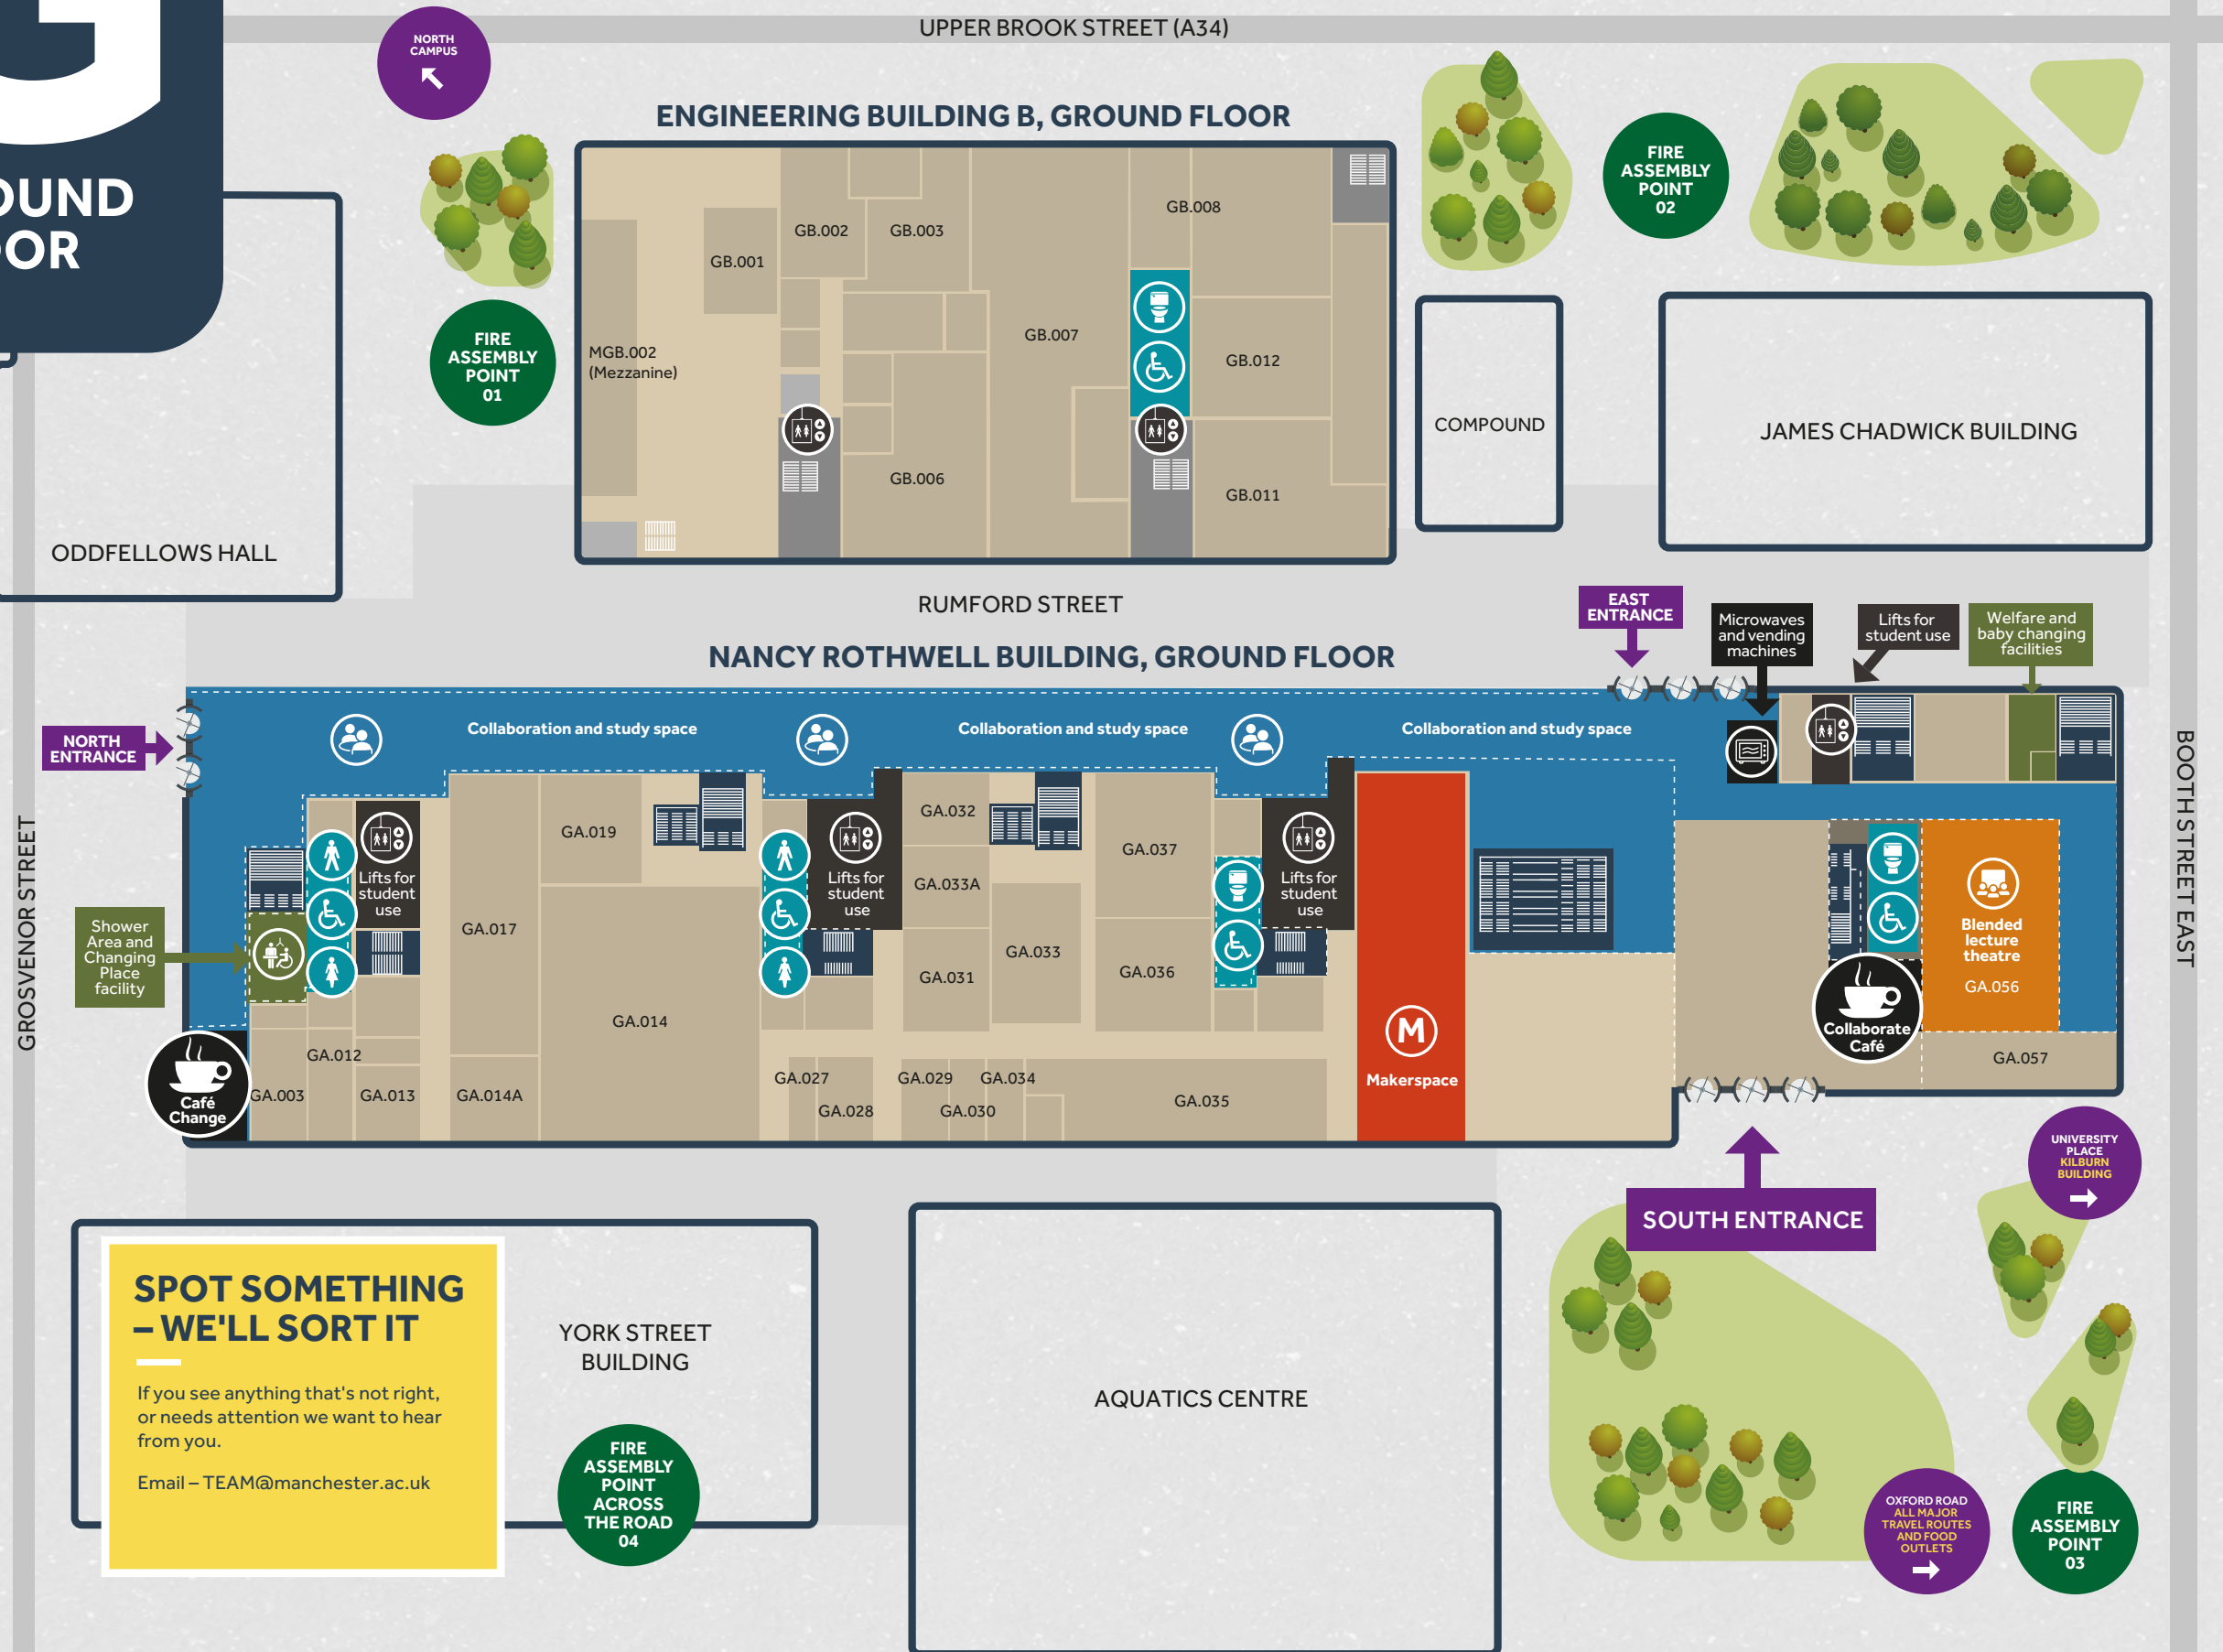 G
OUND
OOR
NORTH
CAMPUS
UPPER BROOK STREET (A34)
ENGINEERING BUILDING B, GROUND FLOOR
FIRE
ASSEMBLY
POINT
01
FIRE
ASSEMBLY
POINT
02
MGB.002
(Mezzanine)
GB.001
GB.002
GB.003
GB.006
GB.007
GB.008
GB.012
GB.011
COMPOUND
JAMES CHADWICK BUILDING
ODDFELLOWS HALL
RUMFORD STREET
NANCY ROTHWELL BUILDING, GROUND FLOOR
EAST
ENTRANCE
Microwaves
and vending
machines
Lifts for
student use
Welfare and
baby changing
facilities
NORTH
ENTRANCE
Collaboration and study space
Collaboration and study space
Collaboration and study space
GROSVENOR STREET
BOOTH STREET EAST
Shower
Area and
Changing
Place
facility
Lifts for
student
use
Lifts for
student
use
Lifts for
student
use
GA.019
GA.017
GA.014
GA.012
GA.003
GA.013
GA.014A
GA.032
GA.033A
GA.031
GA.033
GA.037
GA.036
GA.027
GA.028
GA.029
GA.030
GA.034
GA.035
Café
Change
M
Makerspace
Collaborate
Café
Blended
lecture
theatre
GA.056
GA.057
SOUTH ENTRANCE
UNIVERSITY
PLACE
KILBURN
BUILDING
SPOT SOMETHING
– WE'LL SORT IT
If you see anything that's not right,
or needs attention we want to hear
from you.
Email – TEAM@manchester.ac.uk
YORK STREET
BUILDING
FIRE
ASSEMBLY
POINT
ACROSS
THE ROAD
04
AQUATICS CENTRE
OXFORD ROAD
ALL MAJOR
TRAVEL ROUTES
AND FOOD
OUTLETS
FIRE
ASSEMBLY
POINT
03